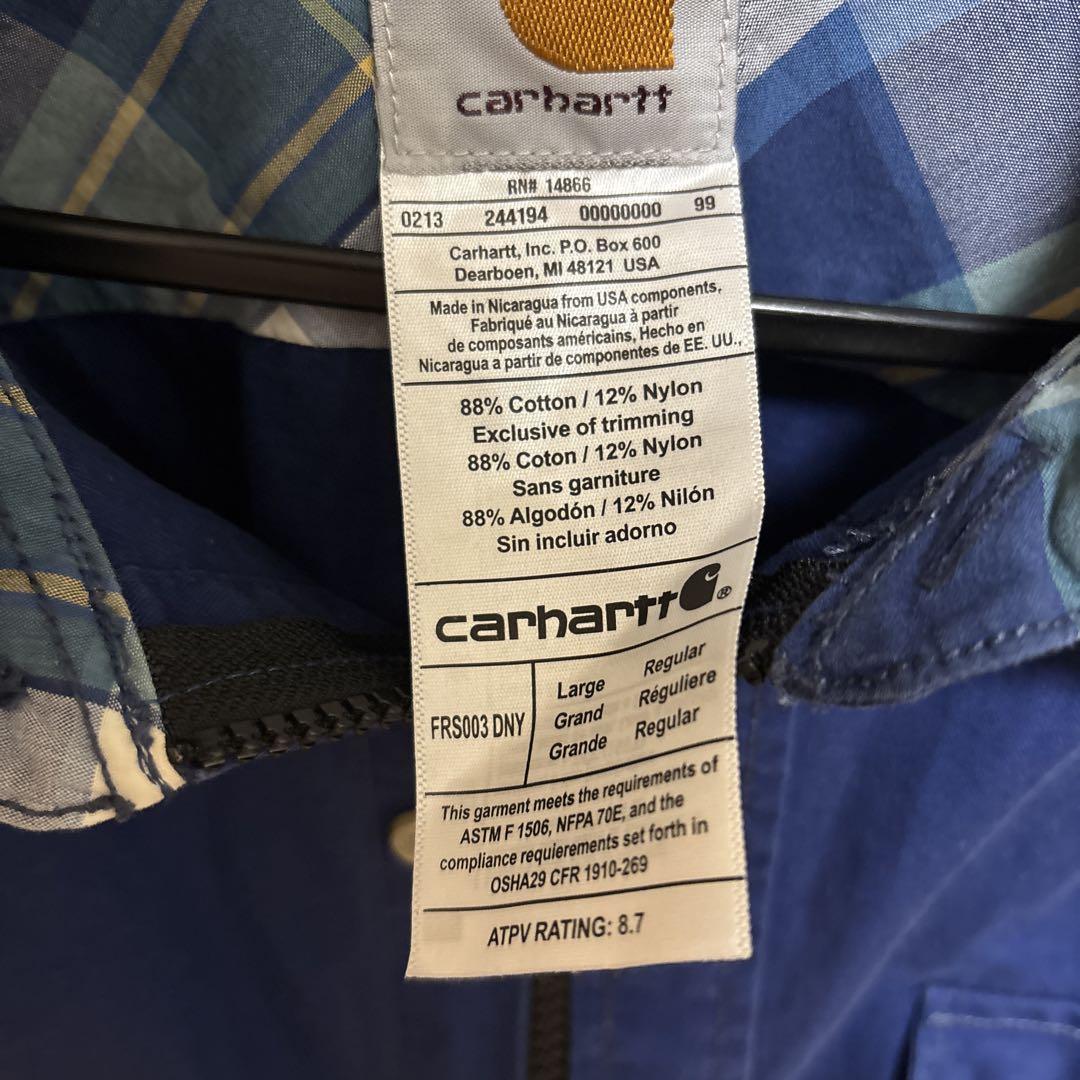 carhartt
RN# 14866
0213 244194 00000000 99
Carhartt, Inc. P.O. Box 600
Dearboen, MI 48121 USA
Made in Nicaragua from USA components,
Fabriqué au Nicaragua à partir
de composants américains, Hecho en
Nicaragua a partir de componentes de EE. UU.,
88% Cotton / 12% Nylon
Exclusive of trimming
88% Coton / 12% Nylon
Sans garniture
88% Algodón / 12% Nilón
Sin incluir adorno
carhartt ®
FRS003 DNY
Large Regular
Grand Réguliere
Grande Regular
This garment meets the requirements of
ASTM F 1506, NFPA 70E, and the
compliance requierements set forth in
OSHA29 CFR 1910-269
ATPV RATING: 8.7